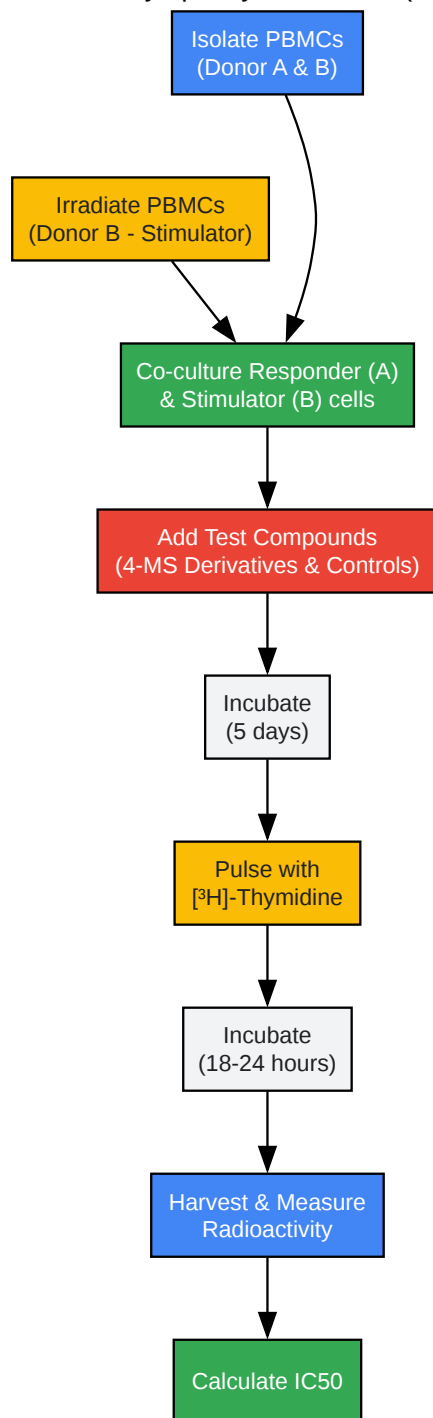 Isolate PBMCs
(Donor A & B)
Irradiate PBMCs
(Donor B - Stimulator)
Co-culture Responder (A)
& Stimulator (B) cells
Add Test Compounds
(4-MS Derivatives & Controls)
Incubate
(5 days)
Pulse with
[³H]-Thymidine
Incubate
(18-24 hours)
Harvest & Measure
Radioactivity
Calculate IC50